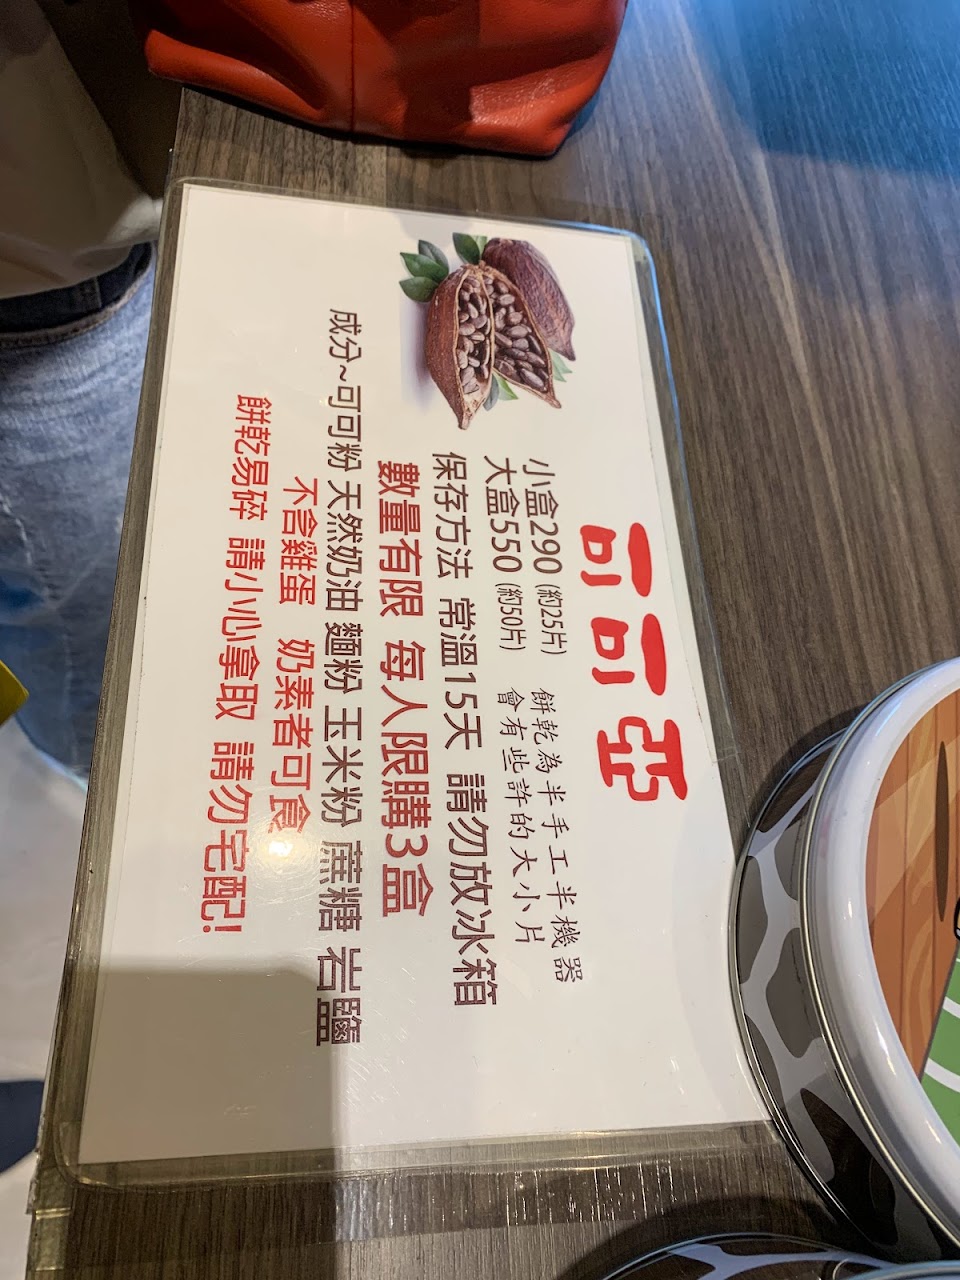 可可亞
小盒290 (約25片) 餅乾為半手工半機器
大盒550 (約50片) 會有些許的大小片
保存方法 常溫15天 請勿放冰箱
數量有限 每人限購3盒
成分~可可粉 天然奶油 麵粉 玉米粉 蔗糖 岩鹽
不含雞蛋 奶素者可食
餅乾易碎 請小心拿取 請勿宅配!